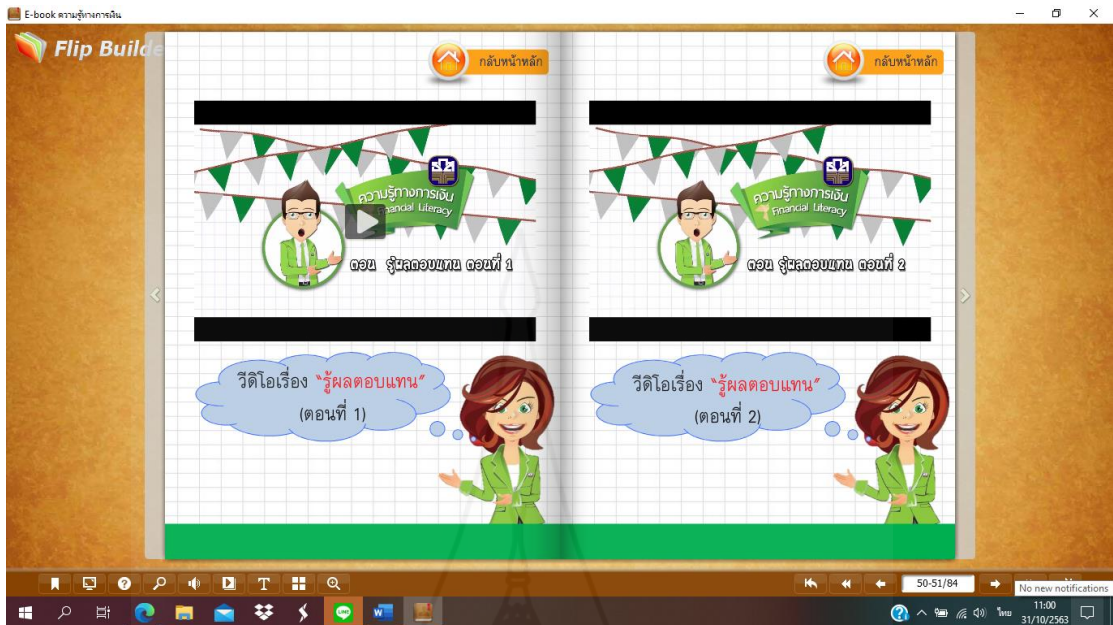 E-book ความรู้ทางการเงิน
Flip Builde
กลับหน้าหลัก
ความรู้ทางการเงิน
Financial Literacy
ตอน รู้ผลตอบแทน ตอนที่ 1
วีดิโอเรื่อง “รู้ผลตอบแทน”
(ตอนที่ 1)
กลับหน้าหลัก
ความรู้ทางการเงิน
Financial Literacy
ตอน รู้ผลตอบแทน ตอนที่ 2
วีดิโอเรื่อง “รู้ผลตอบแทน”
(ตอนที่ 2)
50-51/84
No new notifications
ไทย
11:00
31/10/2563